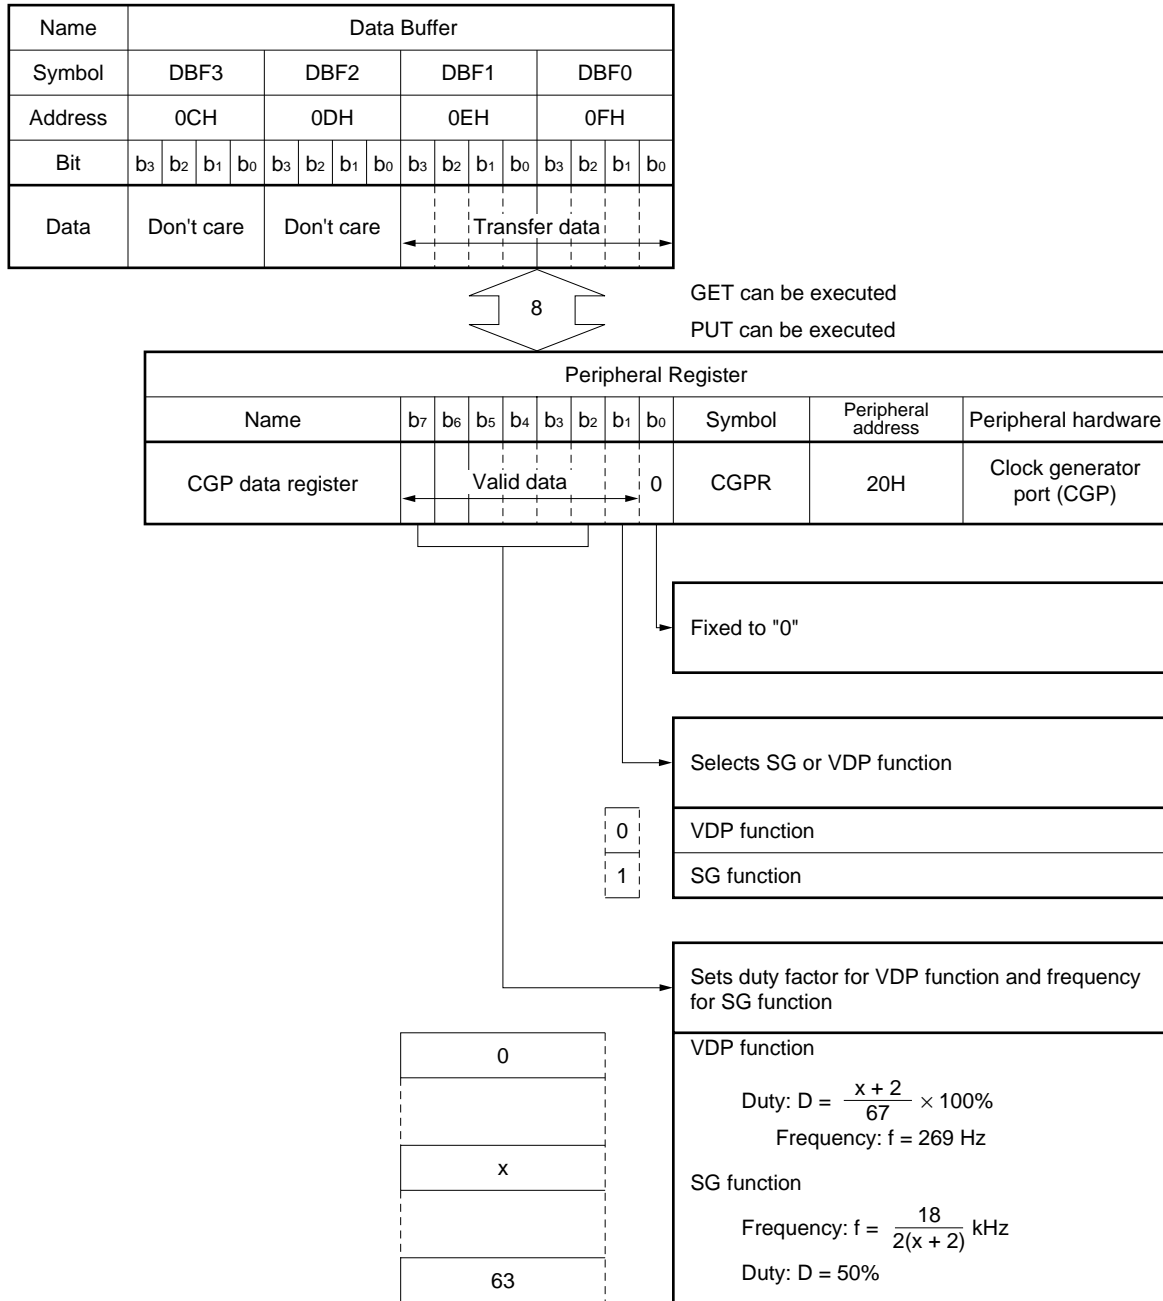 Name Data Buffer
Symbol DBF3 DBF2 DBF1 DBF0
Address 0CH 0DH 0EH 0FH
Bit b3 b2 b1 b0 b3 b2 b1 b0 b3 b2 b1 b0 b3 b2 b1 b0
Data Don't care Don't care Transfer data
8
GET can be executed
PUT can be executed
Peripheral Register
Name b7 b6 b5 b4 b3 b2 b1 b0 Symbol Peripheral address Peripheral hardware
CGP data register Valid data 0 CGPR 20H Clock generator port (CGP)
Fixed to "0"
Selects SG or VDP function
0 VDP function
1 SG function
Sets duty factor for VDP function and frequency
for SG function
0
x
63
VDP function
Duty: D = x + 2 / 67 × 100%
Frequency: f = 269 Hz
SG function
Frequency: f = 18 / 2(x + 2) kHz
Duty: D = 50%